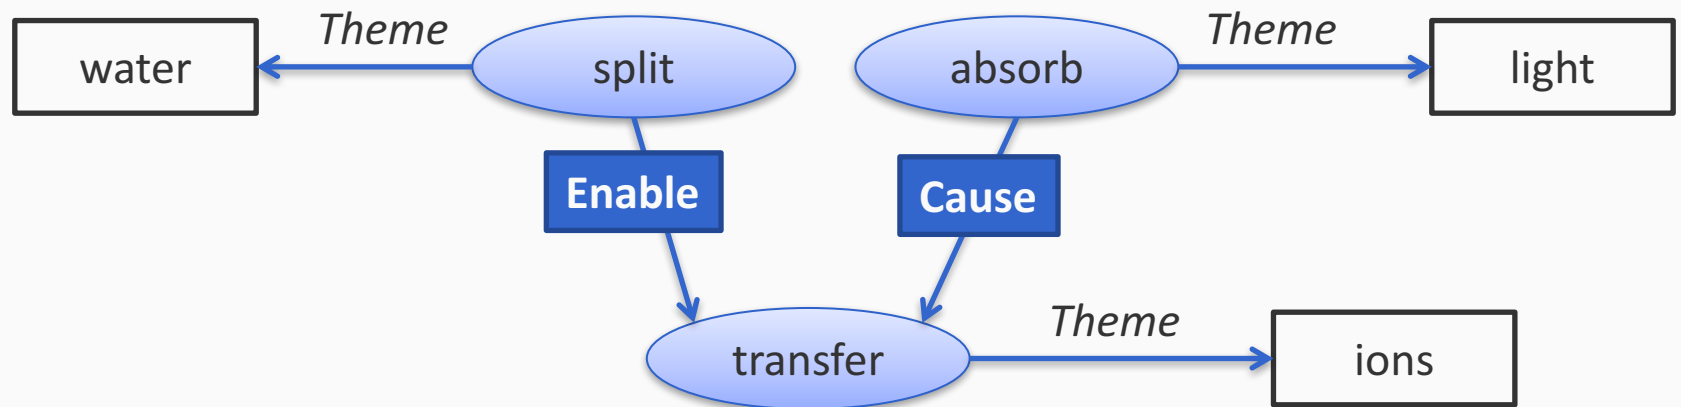 Theme
Theme
water
split
absorb
light
Enable
Cause
Theme
transfer
ions